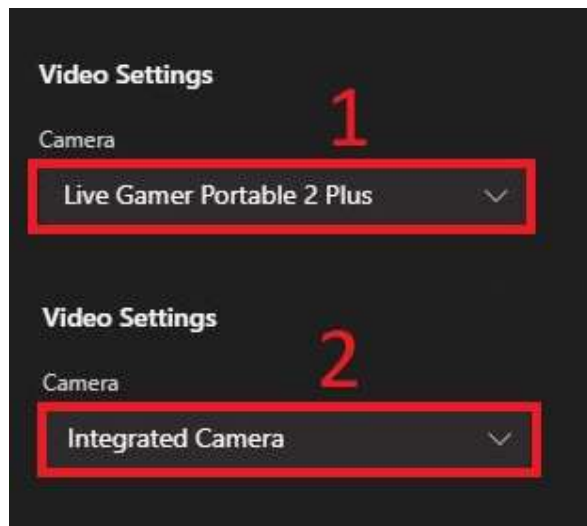 Video Settings
1
Camera
Live Gamer Portable 2 Plus
Video Settings
2
Camera
Integrated Camera